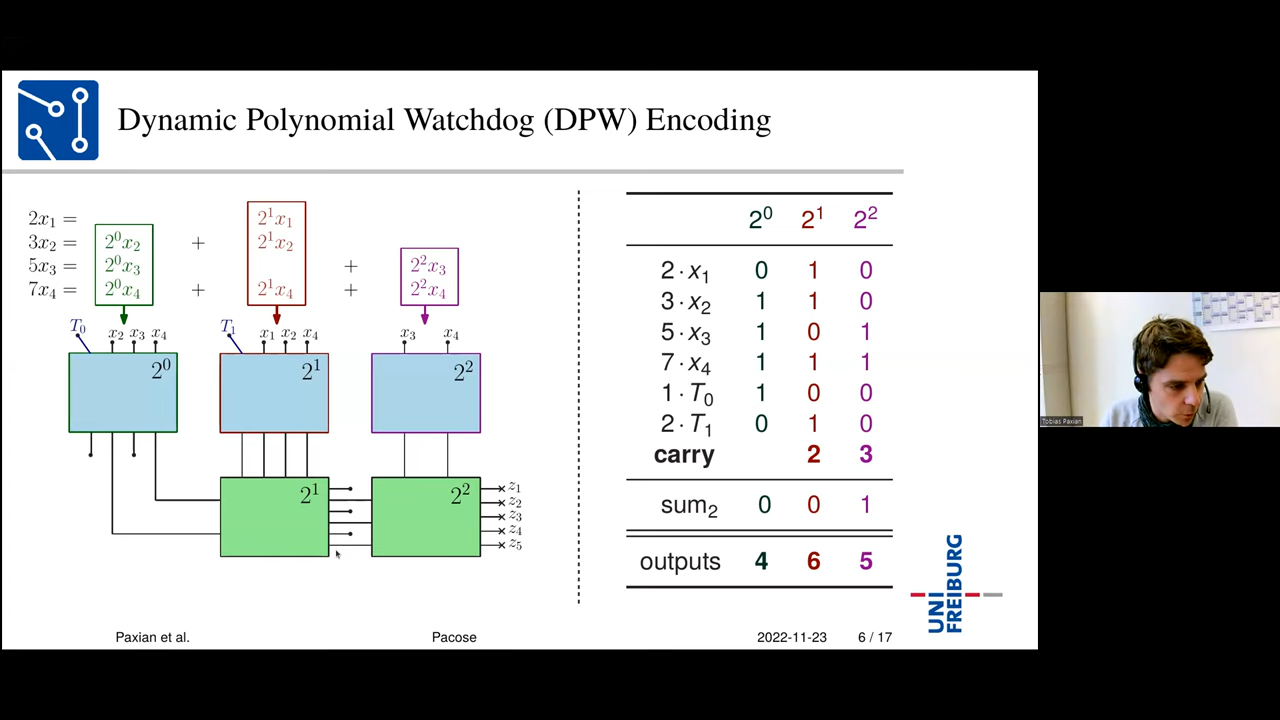 Dynamic Polynomial Watchdog (DPW) Encoding
2x₁ = 2¹x₁
3x₂ = 2⁰x₂ + 2¹x₂
5x₃ = 2⁰x₃ + 2²x₃
7x₄ = 2⁰x₄ + 2¹x₄ + 2²x₄
T₀ x₂ x₃ x₄ T₁ x₁ x₂ x₄ x₃ x₄
2⁰ 2¹ 2²
2¹ 2² z₁
z₂
z₃
z₄
z₅
2⁰ 2¹ 2²
2 · x₁ 0 1 0
3 · x₂ 1 1 0
5 · x₃ 1 0 1
7 · x₄ 1 1 1
1 · T₀ 1 0 0
2 · T₁ 0 1 0
carry 2 3
sum₂ 0 0 1
outputs 4 6 5
UNI
FREIBURG
Paxian et al. Pacose 2022-11-23 6 / 17
Tobias Paxian